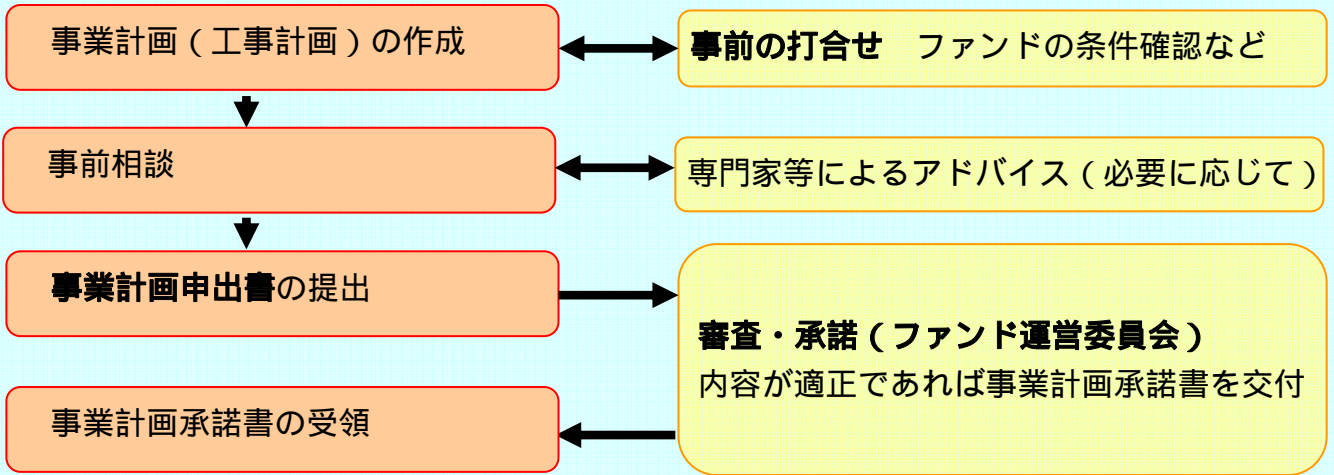 事業計画（工事計画）の作成
事前の打合せ　ファンドの条件確認など
事前相談
専門家等によるアドバイス（必要に応じて）
事業計画申出書の提出
審査・承諾（ファンド運営委員会）
内容が適正であれば事業計画承諾書を交付
事業計画承諾書の受領